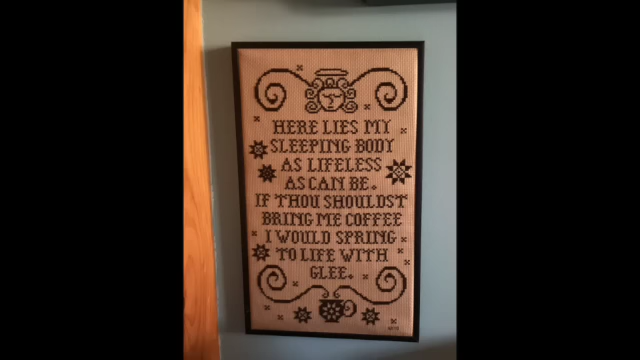 HERE LIES MY
SLEEPING BODY
AS LIFELESS
AS CAN BE.
IF THOU SHOULDST
BRING ME COFFEE
I WOULD SPRING
TO LIFE WITH
GLEE.